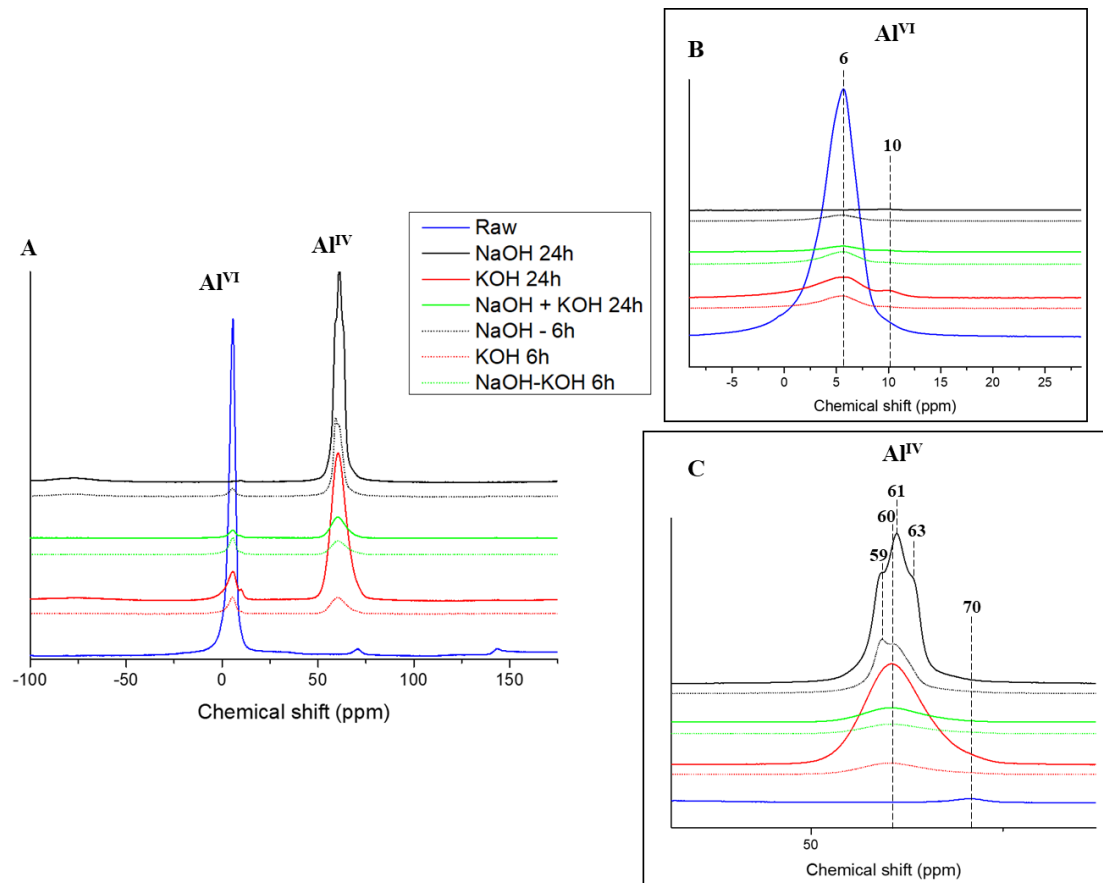 A
Al^VI
Al^IV
Raw
NaOH 24h
KOH 24h
NaOH + KOH 24h
NaOH - 6h
KOH 6h
NaOH-KOH 6h
-100 -50 0 50 100 150
Chemical shift (ppm)
B
Al^VI
6
10
-5 0 5 10 15 20 25
Chemical shift (ppm)
C
Al^IV
61
60
59
63
70
50
Chemical shift (ppm)